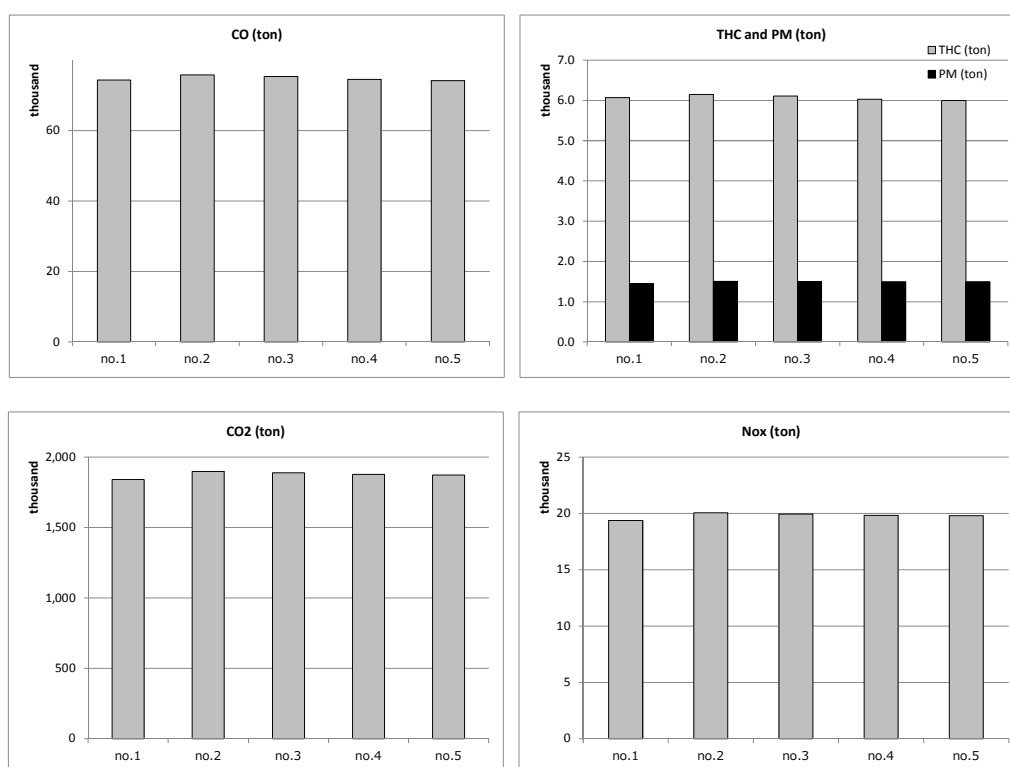 CO (ton)
thousand
60
40
20
0
no.1 no.2 no.3 no.4 no.5
THC and PM (ton)
THC (ton)
PM (ton)
thousand
7.0
6.0
5.0
4.0
3.0
2.0
1.0
0.0
no.1 no.2 no.3 no.4 no.5
CO2 (ton)
thousand
2,000
1,500
1,000
500
0
no.1 no.2 no.3 no.4 no.5
Nox (ton)
thousand
25
20
15
10
5
0
no.1 no.2 no.3 no.4 no.5